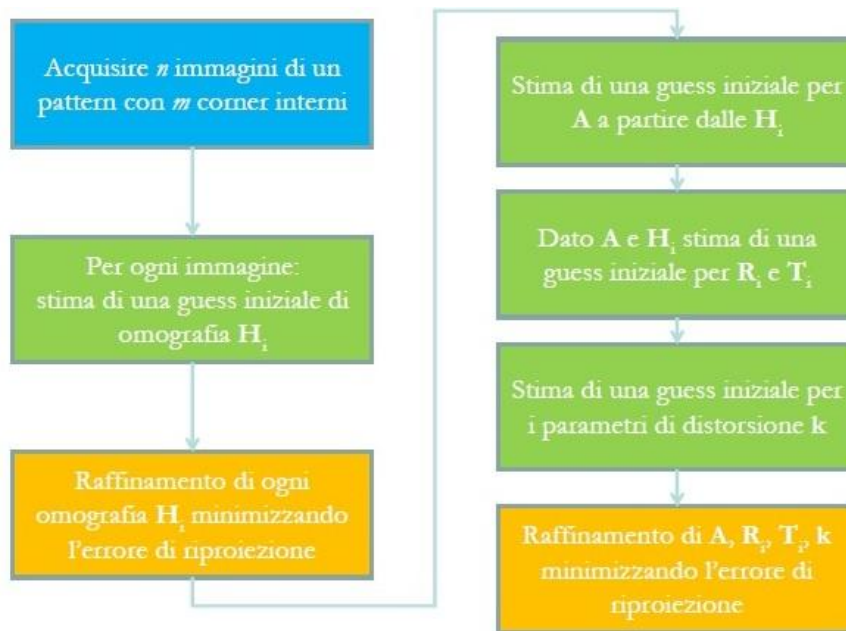 Acquisire n immagini di un
pattern con m corner interni
Per ogni immagine:
stima di una guess iniziale di
omografia Hᵢ
Raffinamento di ogni
omografia Hᵢ minimizzando
l'errore di riproiezione
Stima di una guess iniziale per
A a partire dalle Hᵢ
Dato A e Hᵢ stima di una
guess iniziale per Rᵢ e Tᵢ
Stima di una guess iniziale per
i parametri di distorsione k
Raffinamento di A, Rᵢ, Tᵢ, k
minimizzando l'errore di
riproiezione